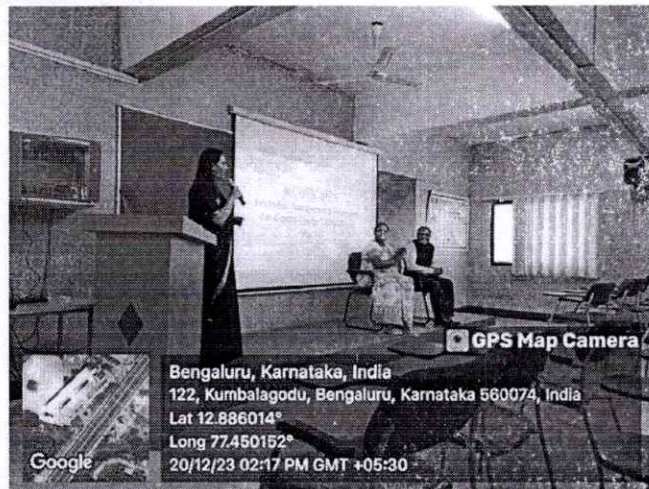 GPS Map Camera
Bengaluru, Karnataka, India
122, Kumbalagodu, Bengaluru, Karnataka 560074, India
Lat 12.886014°
Long 77.450152°
20/12/23 02:17 PM GMT +05:30
Google